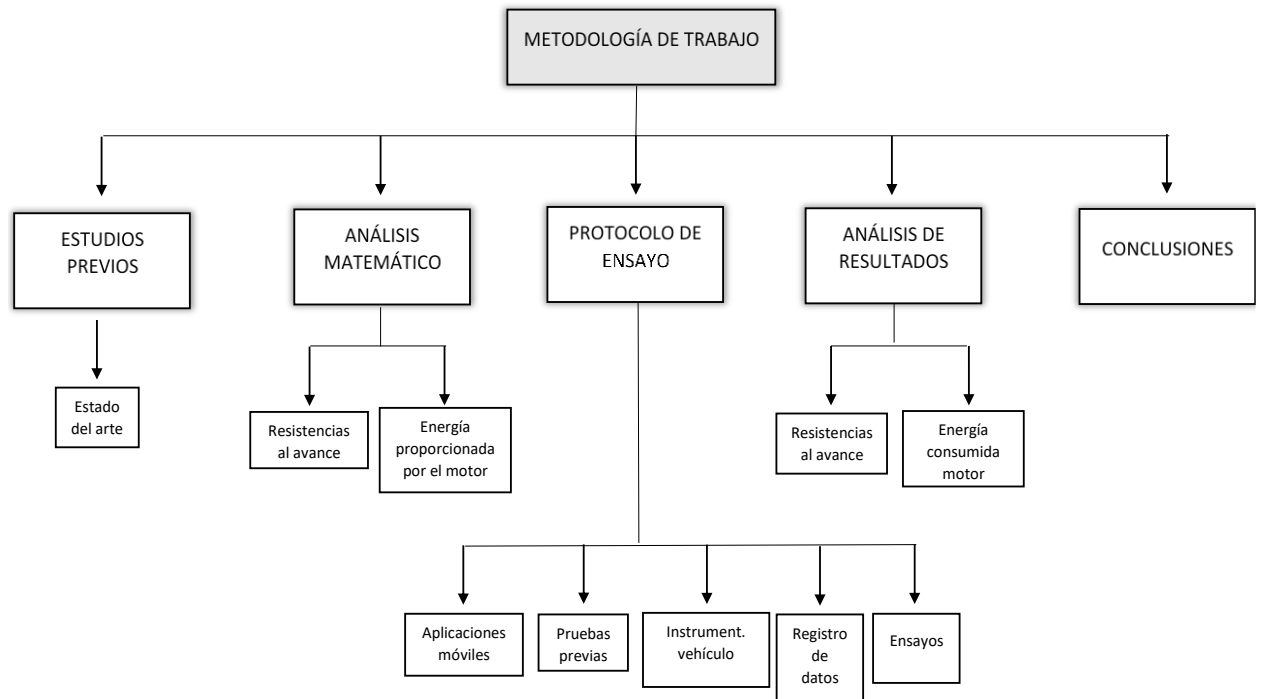 METODOLOGÍA DE TRABAJO
ESTUDIOS
PREVIOS
ANÁLISIS
MATEMÁTICO
PROTOCOLO DE
ENSAYO
ANÁLISIS DE
RESULTADOS
CONCLUSIONES
Estado
del arte
Resistencias
al avance
Energía
proporcionada
por el motor
Resistencias
al avance
Energía
consumida
motor
Aplicaciones
móviles
Pruebas
previas
Instrument.
vehículo
Registro
de
datos
Ensayos